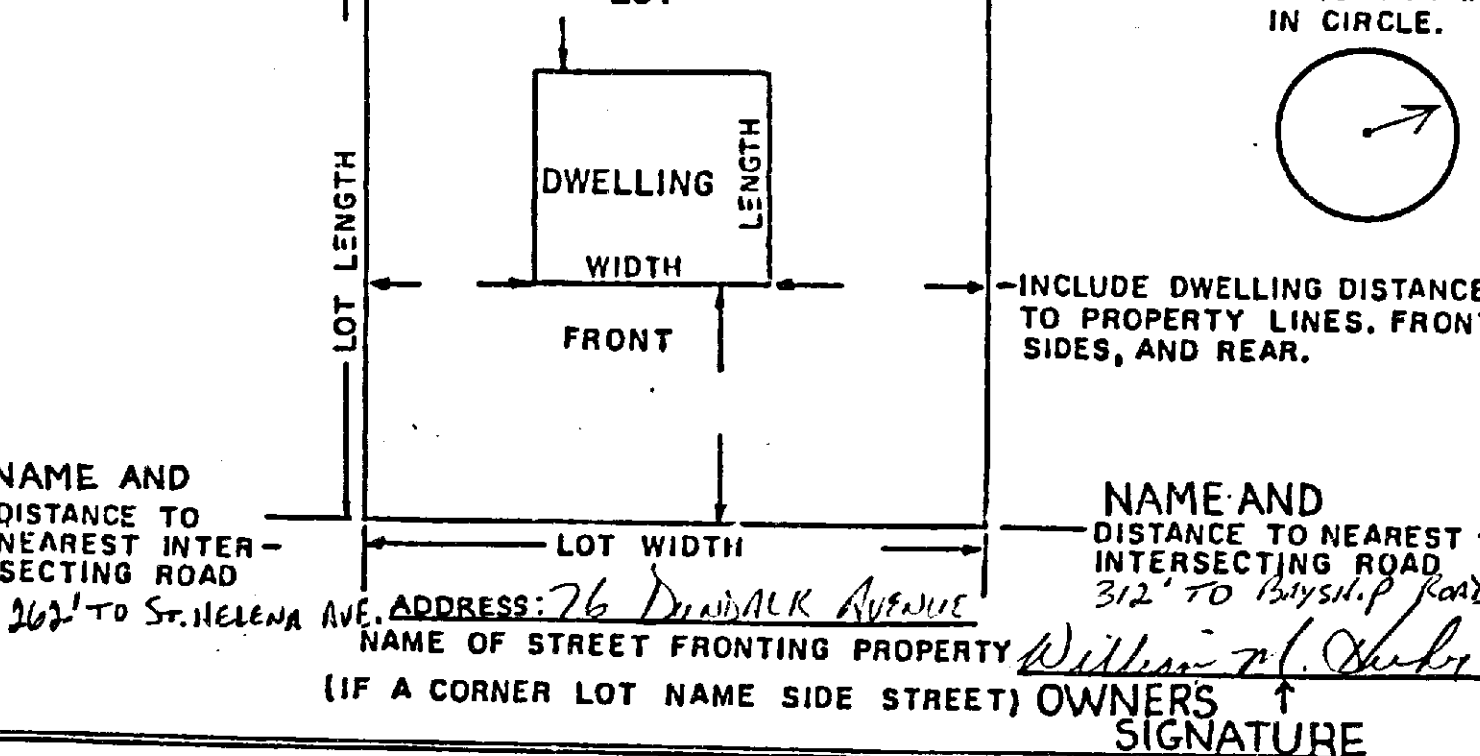 IN CIRCLE.
LOT LENGTH
DWELLING
LENGTH
WIDTH
FRONT
INCLUDE DWELLING DISTANCE
TO PROPERTY LINES. FRONT
SIDES, AND REAR.
NAME AND
DISTANCE TO
NEAREST INTER-
SECTING ROAD
262' TO ST. HELENA AVE.
LOT WIDTH
NAME AND
DISTANCE TO NEAREST
INTERSECTING ROAD
312' TO BAYSHIP ROAD
ADDRESS: 76 DUNDALK AVENUE
NAME OF STREET FRONTING PROPERTY
(IF A CORNER LOT NAME SIDE STREET)
William M.
OWNERS
SIGNATURE